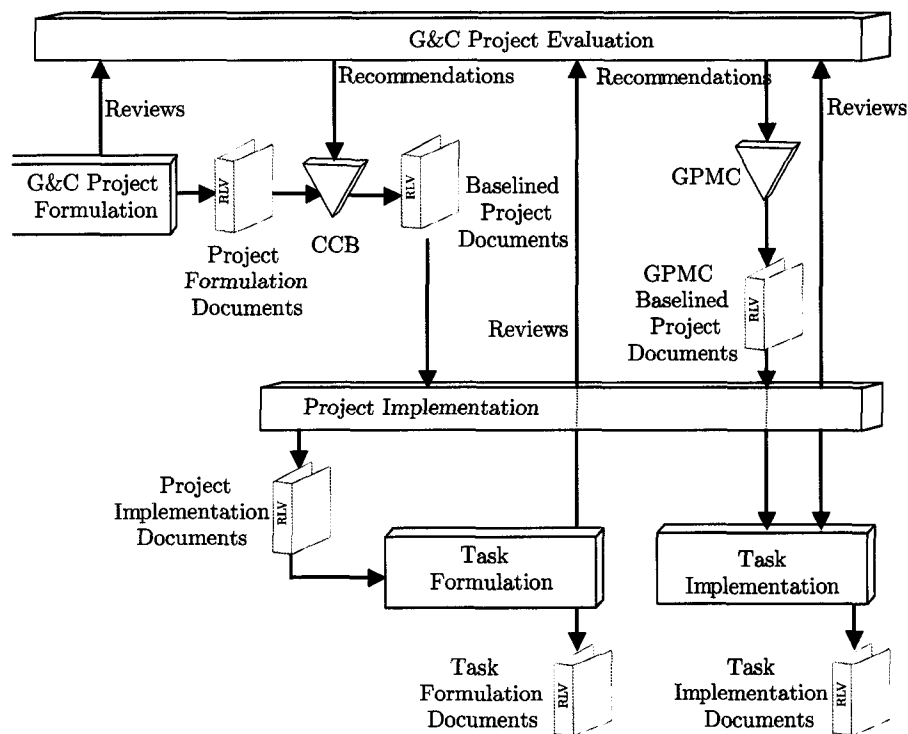 G&C Project Evaluation
Recommendations
Recommendations
Reviews
Reviews
G&C Project
Formulation
RLV
RLV
Baselined
Project
Documents
CCB
Project
Formulation
Documents
GPMC
GPMC
Baselined
Project
Documents
RLV
Reviews
Project Implementation
Project
Implementation
Documents
RLV
Task
Formulation
Task
Implementation
Task
Formulation
Documents
RLV
Task
Implementation
Documents
RLV